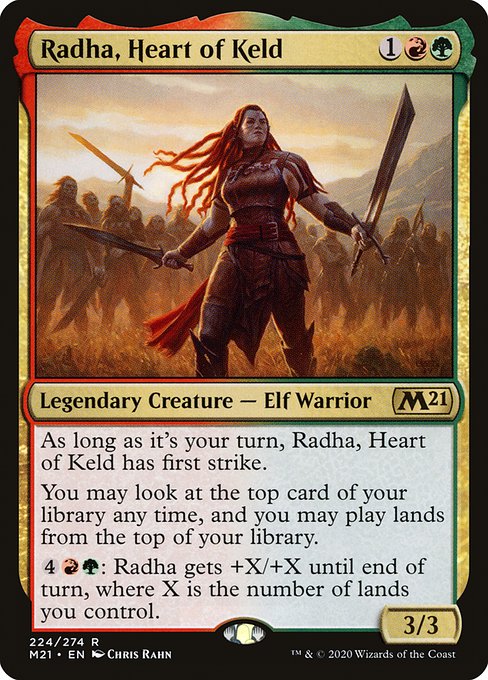 Radha, Heart of Keld 1
Legendary Creature — Elf Warrior M21
As long as it's your turn, Radha, Heart
of Keld has first strike.
You may look at the top card of your
library any time, and you may play lands
from the top of your library.
4: Radha gets +X/+X until end of
turn, where X is the number of lands
you control.
3/3
224/274 R
M21 • EN Chris Rahn
™ & © 2020 Wizards of the Coast